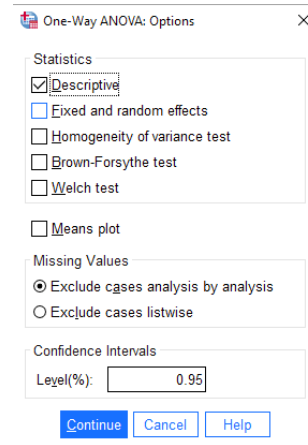 One-Way ANOVA: Options
Statistics
Descriptive
Fixed and random effects
Homogeneity of variance test
Brown-Forsythe test
Welch test
Means plot
Missing Values
Exclude cases analysis by analysis
Exclude cases listwise
Confidence Intervals
Level(%): 0.95
Continue Cancel Help